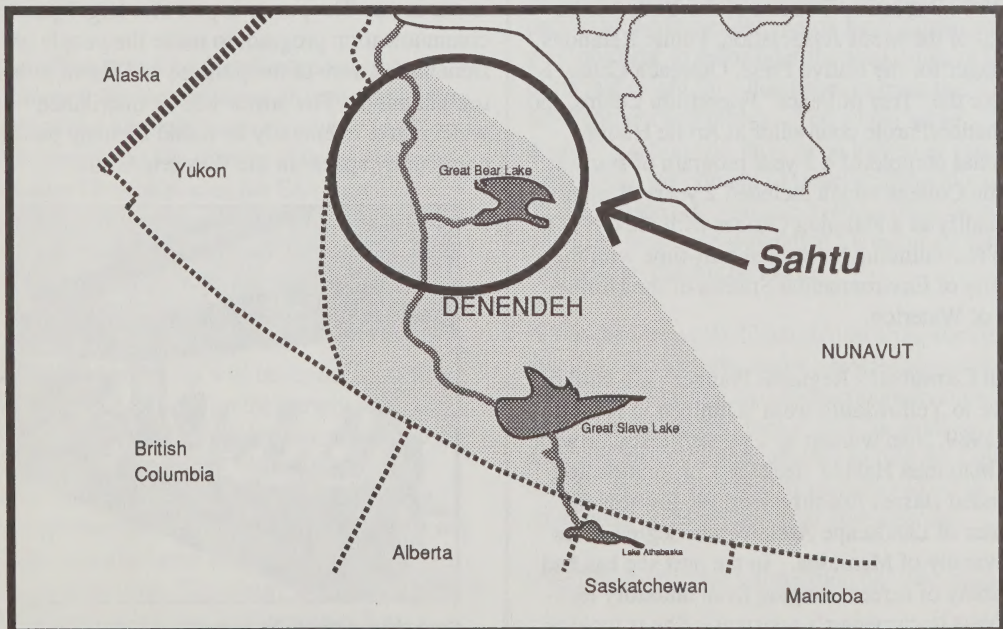 Alaska
Yukon
Great Bear Lake
Sahtu
DENENDEH
NUNAVUT
Great Slave Lake
British
Columbia
Alberta
Lake Athabaska
Saskatchewan
Manitoba